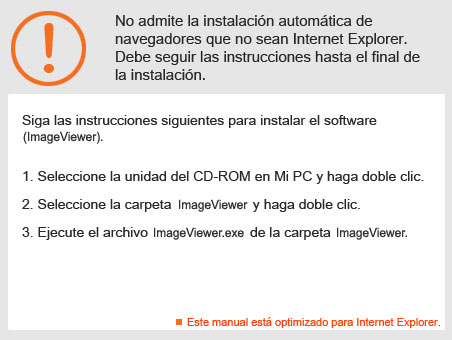 No admite la instalación automática de
navegadores que no sean Internet Explorer.
Debe seguir las instrucciones hasta el final de
la instalación.
Siga las instrucciones siguientes para instalar el software
(ImageViewer).
1. Seleccione la unidad del CD-ROM en Mi PC y haga doble clic.
2. Seleccione la carpeta ImageViewer y haga doble clic.
3. Ejecute el archivo ImageViewer.exe de la carpeta ImageViewer.
Este manual está optimizado para Internet Explorer.